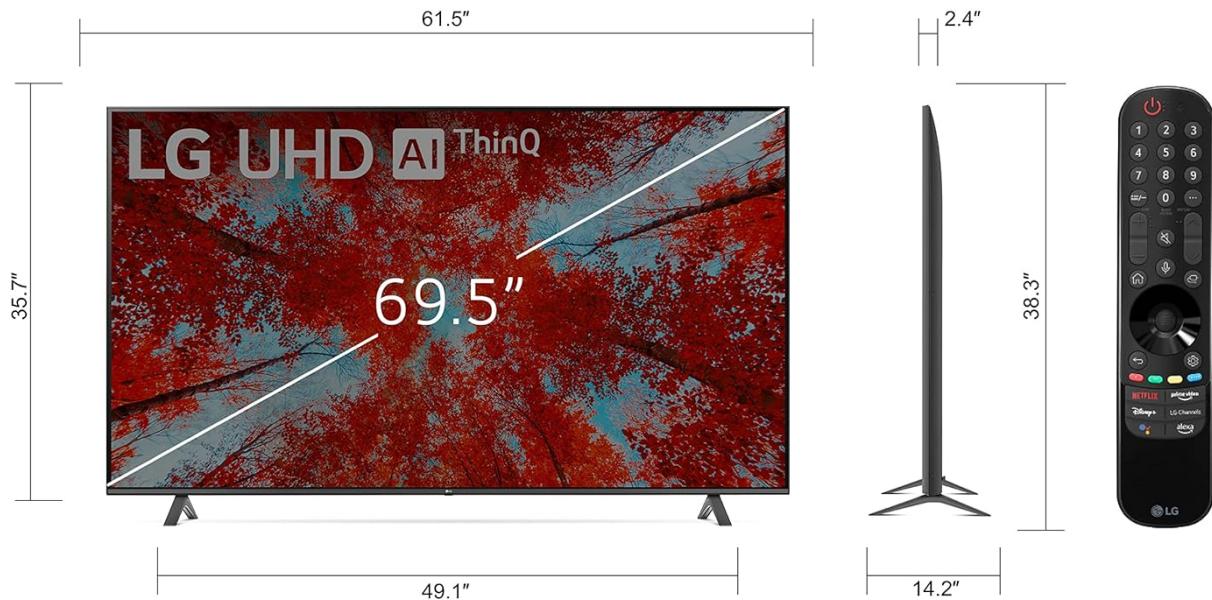 61.5"
2.4"
LG UHD AI ThinQ
69.5"
35.7"
38.3"
49.1"
14.2"
1 2 3
4 5 6
7 8 9
0 ...
NETFLIX prime video
Disney+ LG Channels
alexa
LG